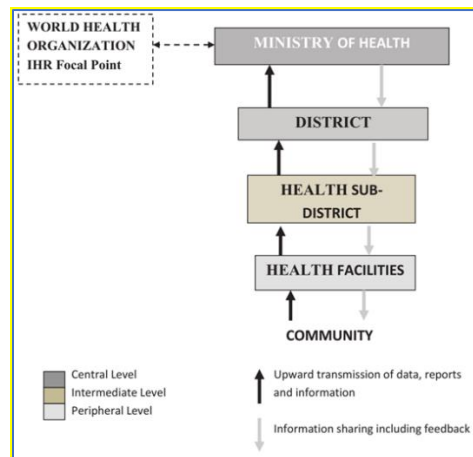 WORLD HEALTH
ORGANIZATION
IHR Focal Point
MINISTRY OF HEALTH
DISTRICT
HEALTH SUB-
DISTRICT
HEALTH FACILITIES
COMMUNITY
Central Level
Intermediate Level
Peripheral Level
Upward transmission of data, reports
and information
Information sharing including feedback